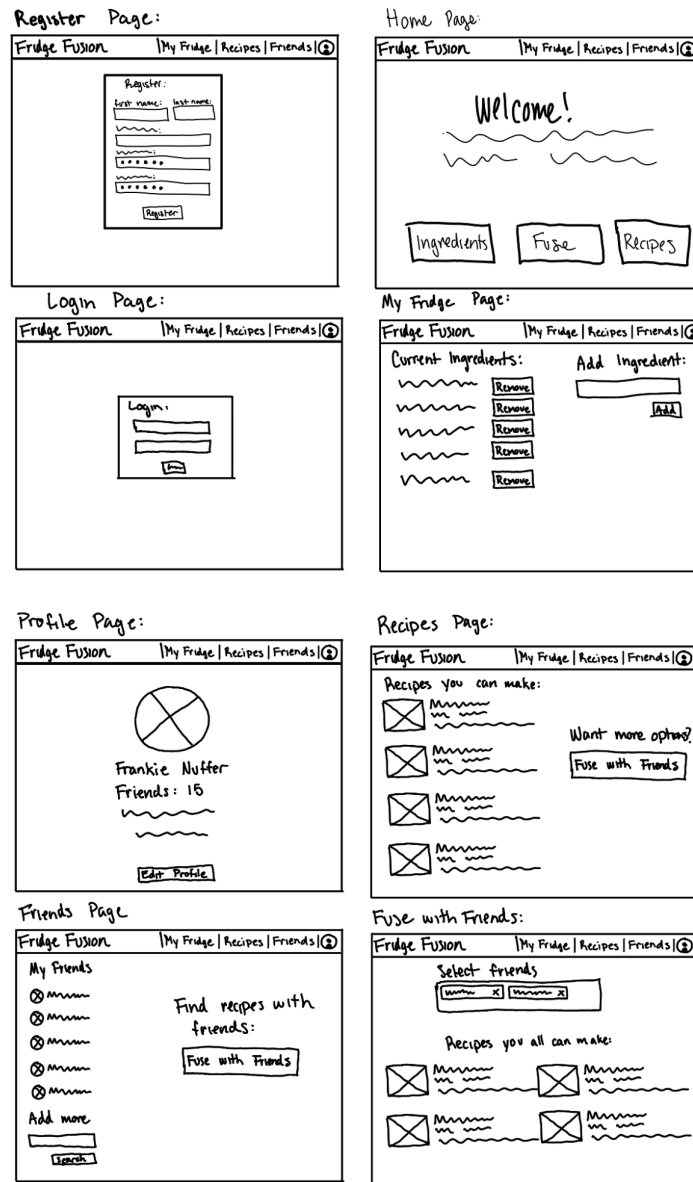 Register Page:
Fridge Fusion |My Fridge | Recipes | Friends |
Register:
first name: last name:
Register
Home Page:
Fridge Fusion |My Fridge | Recipes | Friends |
Welcome!
Ingredients Fuse Recipes
Login Page:
Fridge Fusion |My Fridge | Recipes | Friends |
Login:
My Fridge Page:
Fridge Fusion |My Fridge | Recipes | Friends |
Current Ingredients: Add Ingredient:
Remove
Remove Add
Remove
Remove
Remove
Profile Page:
Fridge Fusion |My Fridge | Recipes | Friends |
Frankie Nuffer
Friends: 15
Edit Profile
Recipes Page:
Fridge Fusion |My Fridge | Recipes | Friends |
Recipes you can make:
Want more options?
Fuse with Friends
Friends Page
Fridge Fusion |My Fridge | Recipes | Friends |
My Friends
Find recipes with
friends:
Fuse with Friends
Add more
Search
Fuse with Friends:
Fridge Fusion |My Fridge | Recipes | Friends |
Select friends
x x
Recipes you all can make: